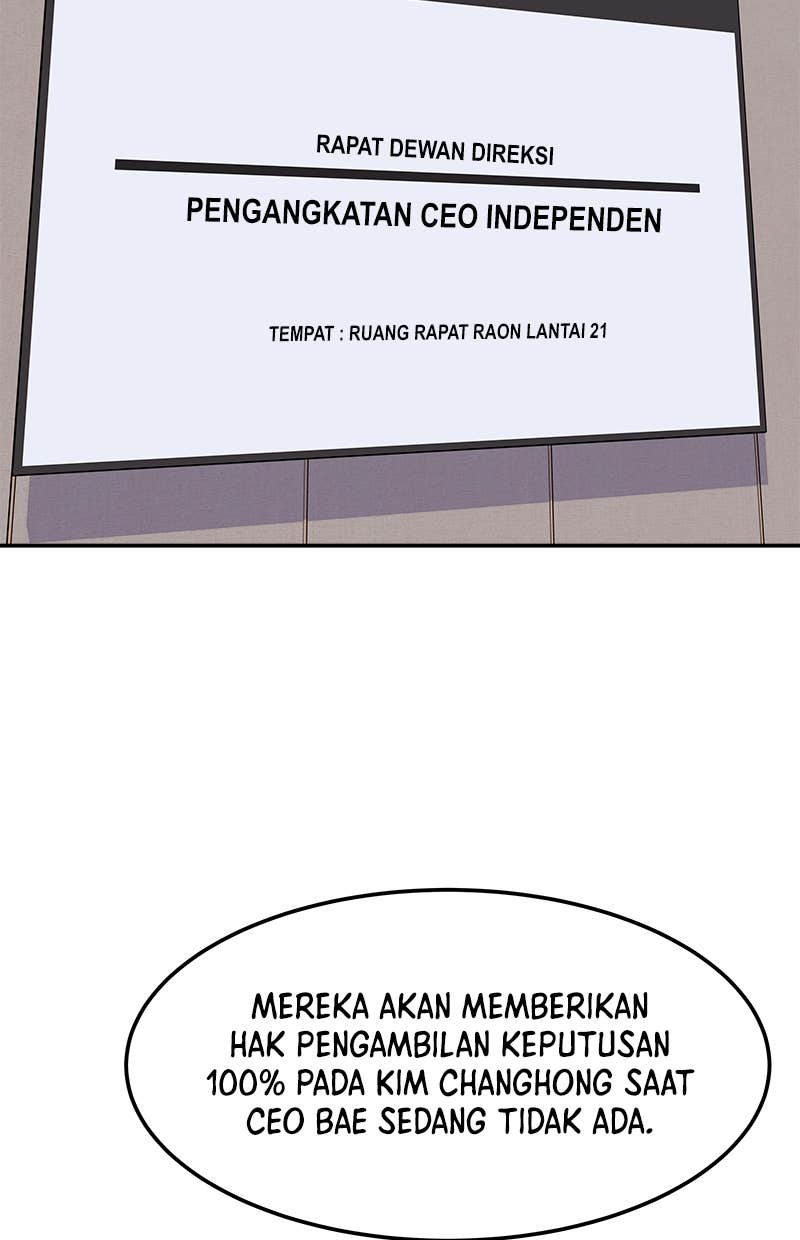 RAPAT DEWAN DIREKSI
PENGANGKATAN CEO INDEPENDEN
TEMPAT : RUANG RAPAT RAON LANTAI 21
MEREKA AKAN MEMBERIKAN
HAK PENGAMBILAN KEPUTUSAN
100% PADA KIM CHANGHONG SAAT
CEO BAE SEDANG TIDAK ADA.